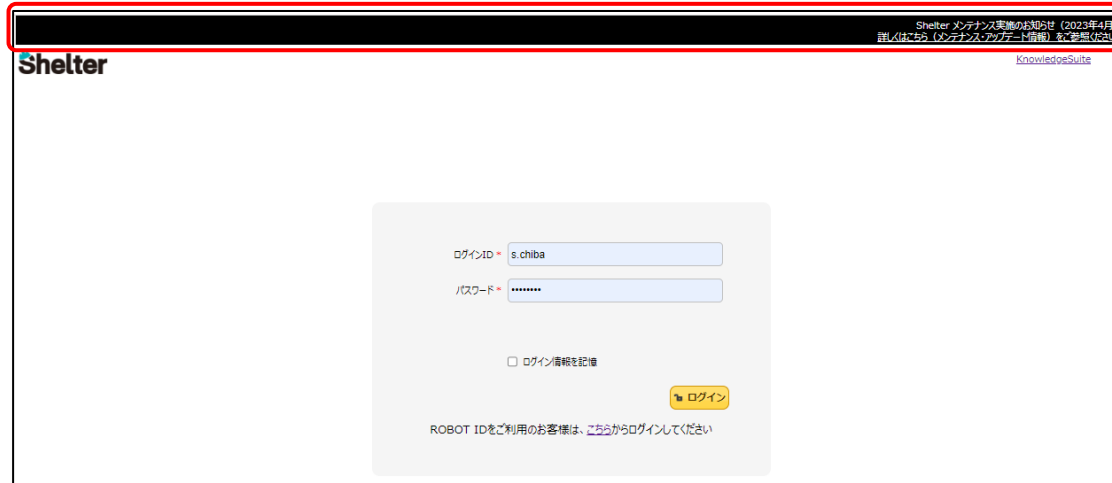 Shelter メンテナンス実施のお知らせ（2023年4月
詳しくはこちら（メンテナンス・アップデート情報）をご参照ください
Shelter
KnowledgeSuite
ログインID *
s.chiba
パスワード *
••••••••
ログイン情報を記憶
ログイン
ROBOT IDをご利用のお客様は、こちらからログインしてください